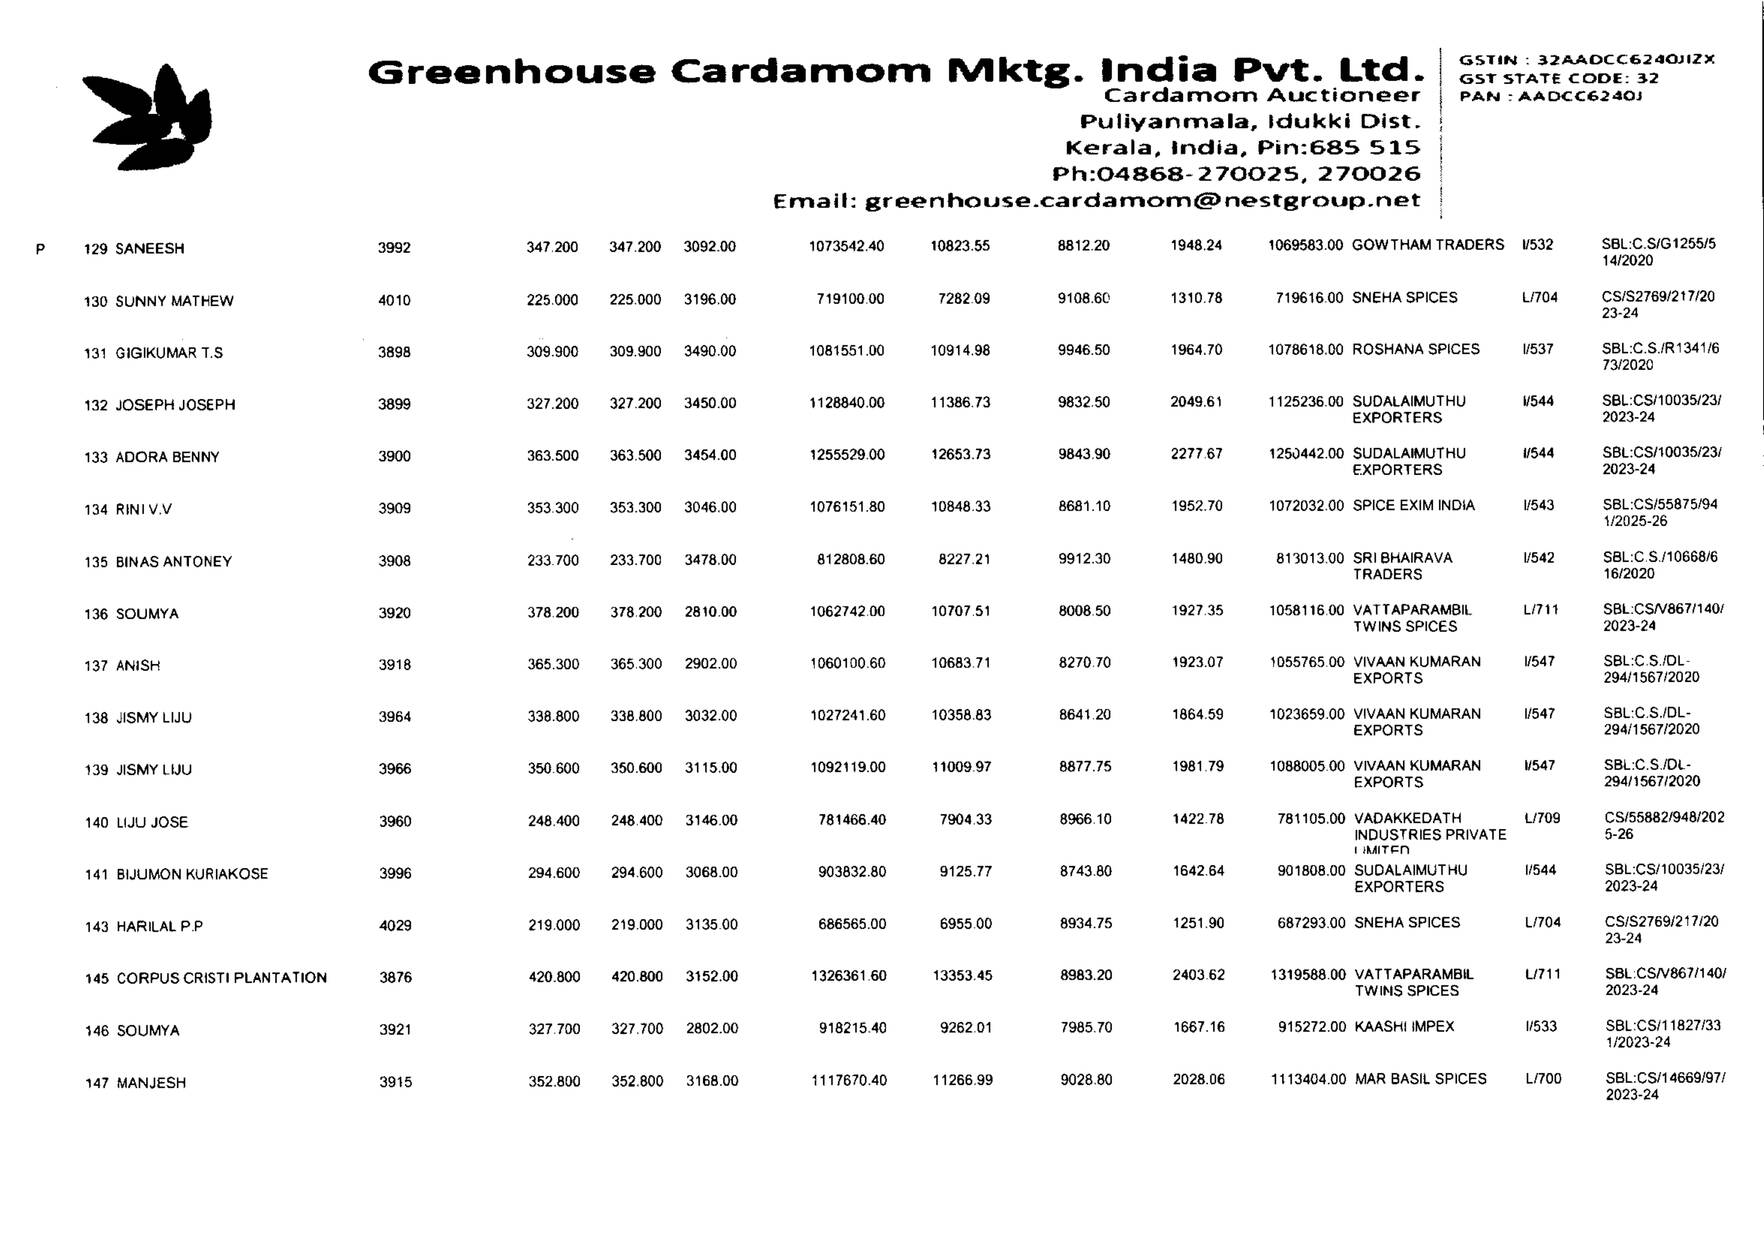 Greenhouse Cardamom Mktg. India Pvt. Ltd.
Cardamom Auctioneer
Puliyanmala, Idukki Dist.
Kerala, India, Pin:685 515
Ph:04868-270025, 270026
Email: greenhouse.cardamom@nestgroup.net
GSTIN : 32AADCC6240J1ZX
GST STATE CODE: 32
PAN : AADCC6240J
P 129 SANEESH 3992 347.200 347.200 3092.00 1073542.40 10823.55 8812.20 1948.24 1069583.00 GOWTHAM TRADERS I/532 SBL:C.S/G1255/5
14/2020
130 SUNNY MATHEW 4010 225.000 225.000 3196.00 719100.00 7282.09 9108.60 1310.78 719616.00 SNEHA SPICES L/704 CS/S2769/217/20
23-24
131 GIGIKUMAR T.S 3898 309.900 309.900 3490.00 1081551.00 10914.98 9946.50 1964.70 1078618.00 ROSHANA SPICES I/537 SBL:C.S./R1341/6
73/2020
132 JOSEPH JOSEPH 3899 327.200 327.200 3450.00 1128840.00 11386.73 9832.50 2049.61 1125236.00 SUDALAIMUTHU I/544 SBL:CS/10035/23/
EXPORTERS 2023-24
133 ADORA BENNY 3900 363.500 363.500 3454.00 1255529.00 12653.73 9843.90 2277.67 1250442.00 SUDALAIMUTHU I/544 SBL:CS/10035/23/
EXPORTERS 2023-24
134 RINI V.V 3909 353.300 353.300 3046.00 1076151.80 10848.33 8681.10 1952.70 1072032.00 SPICE EXIM INDIA I/543 SBL:CS/55875/94
1/2025-26
135 BINAS ANTONEY 3908 233.700 233.700 3478.00 812808.60 8227.21 9912.30 1480.90 813013.00 SRI BHAIRAVA I/542 SBL:C.S./10668/6
TRADERS 16/2020
136 SOUMYA 3920 378.200 378.200 2810.00 1062742.00 10707.51 8008.50 1927.35 1058116.00 VATTAPARAMBIL L/711 SBL:CS/V867/140/
TWINS SPICES 2023-24
137 ANISH 3918 365.300 365.300 2902.00 1060100.60 10683.71 8270.70 1923.07 1055765.00 VIVAAN KUMARAN I/547 SBL:C.S./DL-
EXPORTS 294/1567/2020
138 JISMY LIJU 3964 338.800 338.800 3032.00 1027241.60 10358.83 8641.20 1864.59 1023659.00 VIVAAN KUMARAN I/547 SBL:C.S./DL-
EXPORTS 294/1567/2020
139 JISMY LIJU 3966 350.600 350.600 3115.00 1092119.00 11009.97 8877.75 1981.79 1088005.00 VIVAAN KUMARAN I/547 SBL:C.S./DL-
EXPORTS 294/1567/2020
140 LIJU JOSE 3960 248.400 248.400 3146.00 781466.40 7904.33 8966.10 1422.78 781105.00 VADAKKEDATH L/709 CS/55882/948/202
INDUSTRIES PRIVATE 5-26
LIMITED
141 BIJUMON KURIAKOSE 3996 294.600 294.600 3068.00 903832.80 9125.77 8743.80 1642.64 901808.00 SUDALAIMUTHU I/544 SBL:CS/10035/23/
EXPORTERS 2023-24
143 HARILAL P.P 4029 219.000 219.000 3135.00 686565.00 6955.00 8934.75 1251.90 687293.00 SNEHA SPICES L/704 CS/S2769/217/20
23-24
145 CORPUS CRISTI PLANTATION 3876 420.800 420.800 3152.00 1326361.60 13353.45 8983.20 2403.62 1319588.00 VATTAPARAMBIL L/711 SBL:CS/V867/140/
TWINS SPICES 2023-24
146 SOUMYA 3921 327.700 327.700 2802.00 918215.40 9262.01 7985.70 1667.16 915272.00 KAASHI IMPEX I/533 SBL:CS/11827/33
1/2023-24
147 MANJESH 3915 352.800 352.800 3168.00 1117670.40 11266.99 9028.80 2028.06 1113404.00 MAR BASIL SPICES L/700 SBL:CS/14669/97/
2023-24